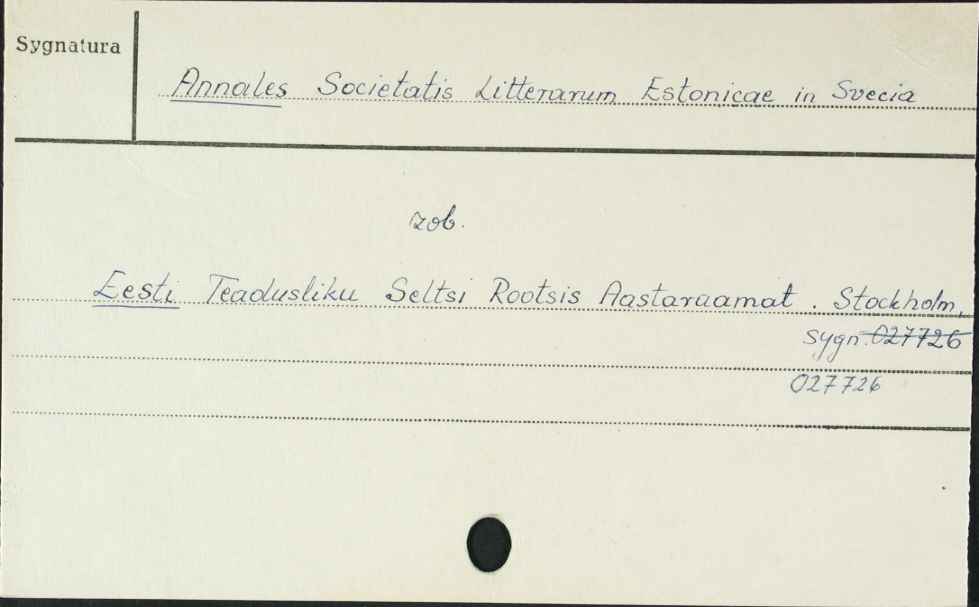 Sygnatura
Annales Societatis Litterarum Estonicae in Svecia
zob.
Eesti Teadusliku Seltsi Rootsis Aastaraamat. Stockholm,
sygn. 027726
027726